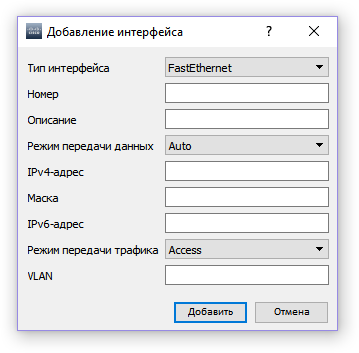 Добавление интерфейса ?
Тип интерфейса FastEthernet
Номер
Описание
Режим передачи данных Auto
IPv4-адрес
Маска
IPv6-адрес
Режим передачи трафика Access
VLAN
Добавить Отмена